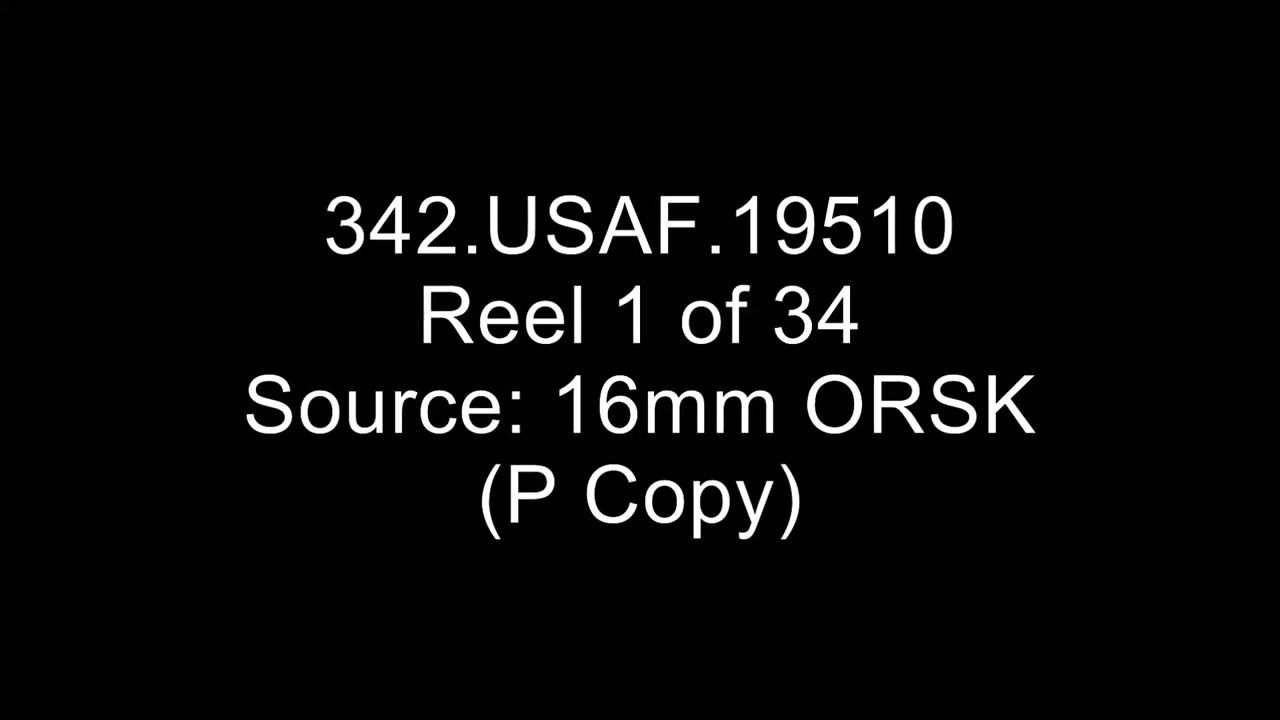 342.USAF.19510
Reel 1 of 34
Source: 16mm ORSK
(P Copy)